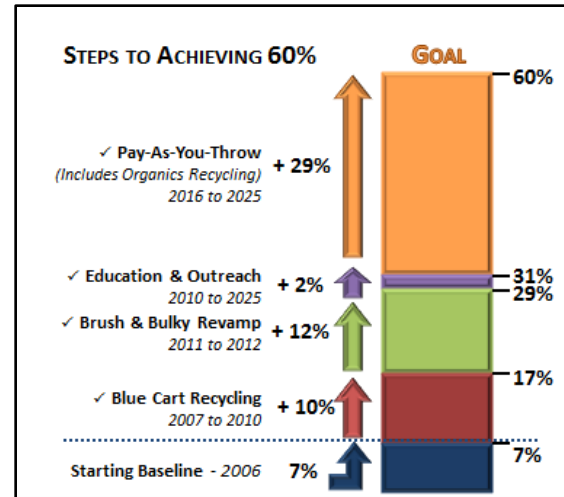 STEPS TO ACHIEVING 60%
GOAL
60%
✓ Pay-As-You-Throw
(Includes Organics Recycling)
2016 to 2025
+ 29%
31%
✓ Education & Outreach
2010 to 2025
+ 2%
29%
✓ Brush & Bulky Revamp
2011 to 2012
+ 12%
17%
✓ Blue Cart Recycling
2007 to 2010
+ 10%
7%
Starting Baseline - 2006
7%